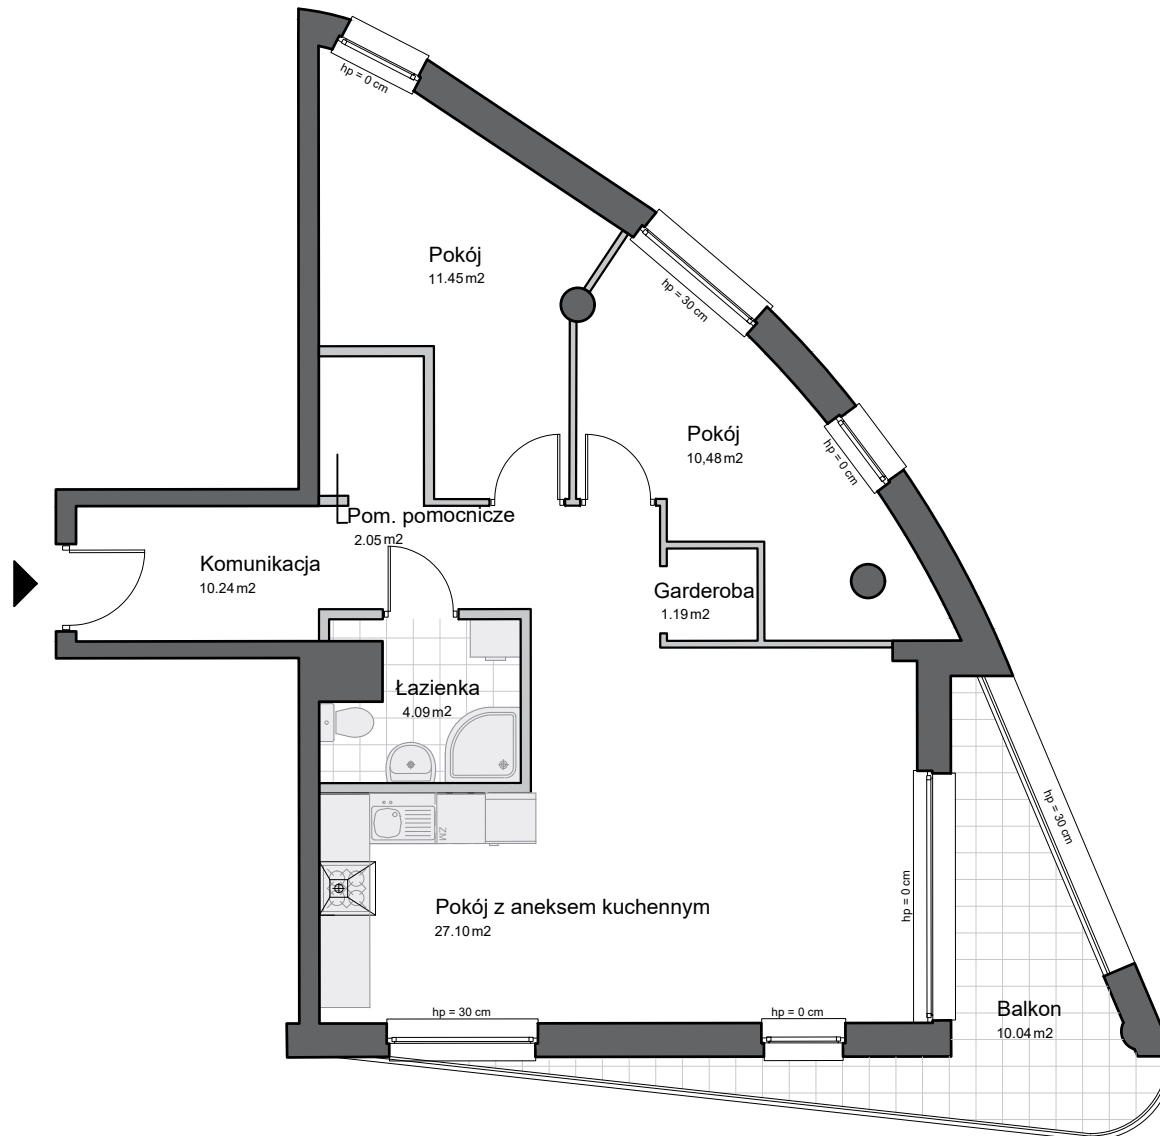 hp = 0 cm
Pokój
11.45 m2
hp = 30 cm
Pokój
10,48 m2
hp = 0 cm
Pom. pomocnicze
2.05 m2
Komunikacja
10.24 m2
Garderoba
1.19 m2
Łazienka
4.09 m2
ZM
hp = 30 cm
hp = 0 cm
Pokój z aneksem kuchennym
27.10 m2
hp = 30 cm
hp = 0 cm
Balkon
10.04 m2